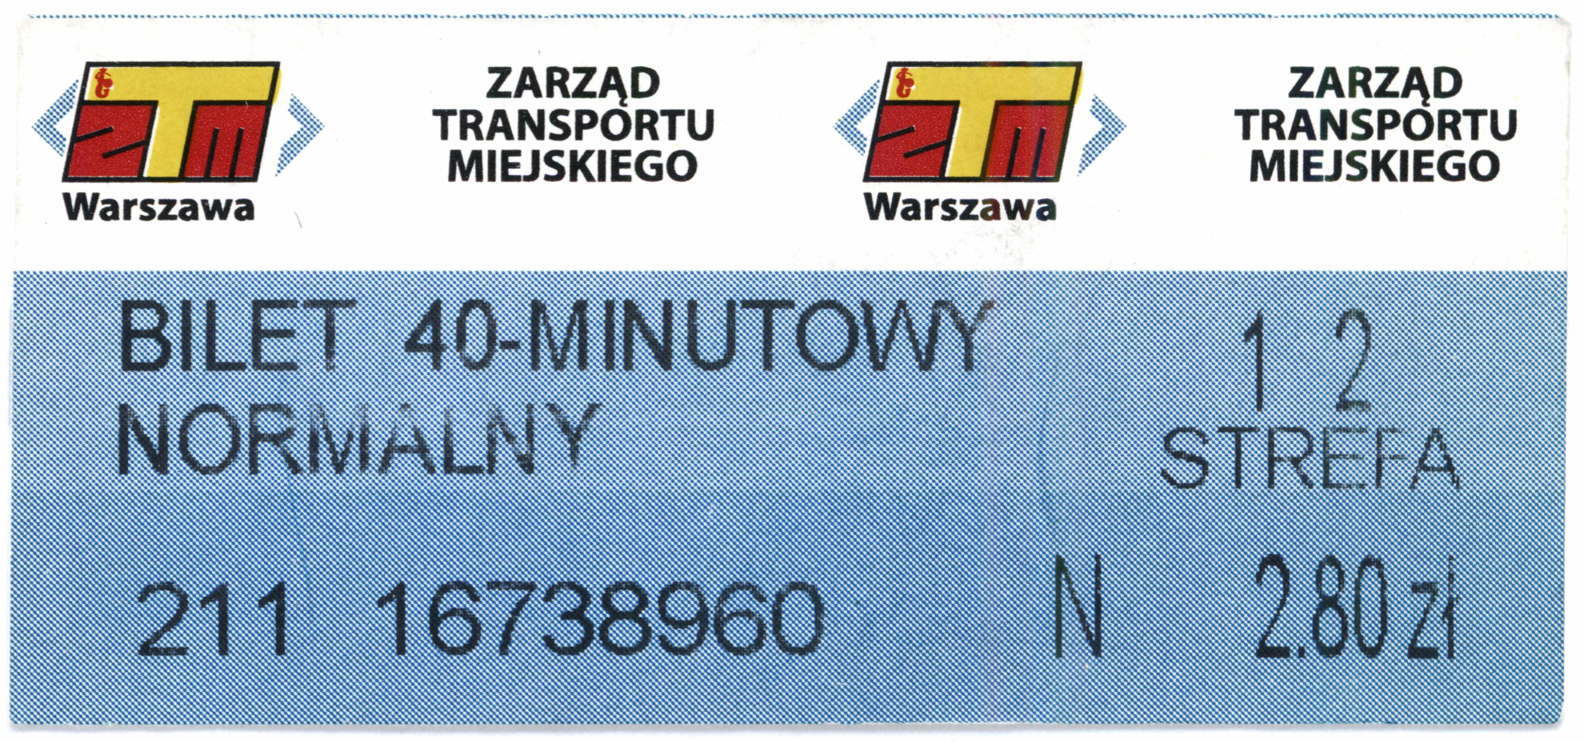 ZTM
Warszawa
ZARZĄD
TRANSPORTU
MIEJSKIEGO
ZTM
Warszawa
ZARZĄD
TRANSPORTU
MIEJSKIEGO
BILET 40-MINUTOWY
NORMALNY
1 2
STREFA
211 16738960
N 2.80 zł